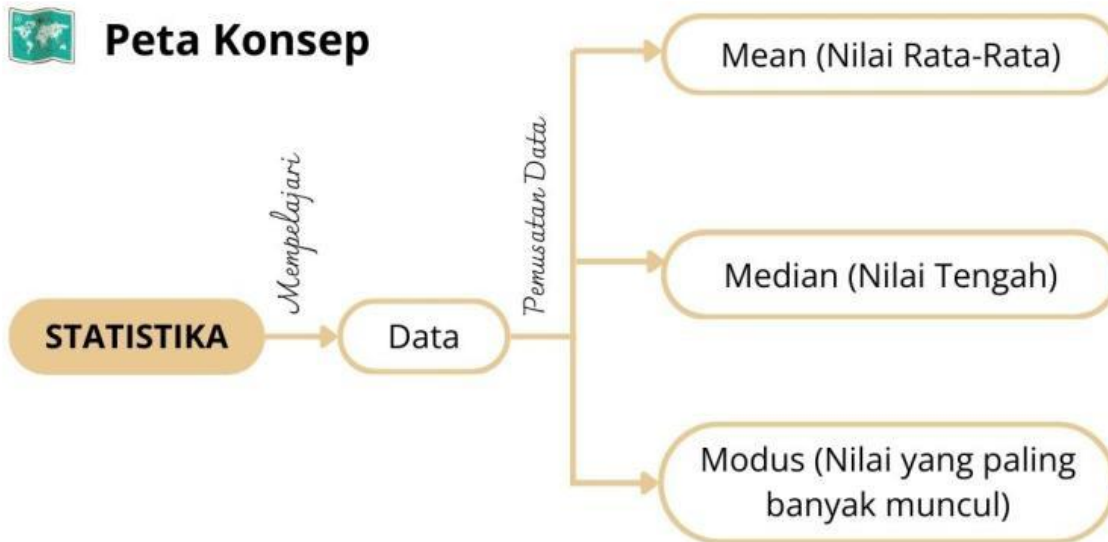 Peta Konsep
STATISTIKA
Mempelajari
Data
Pemusatan Data
Mean (Nilai Rata-Rata)
Median (Nilai Tengah)
Modus (Nilai yang paling
banyak muncul)